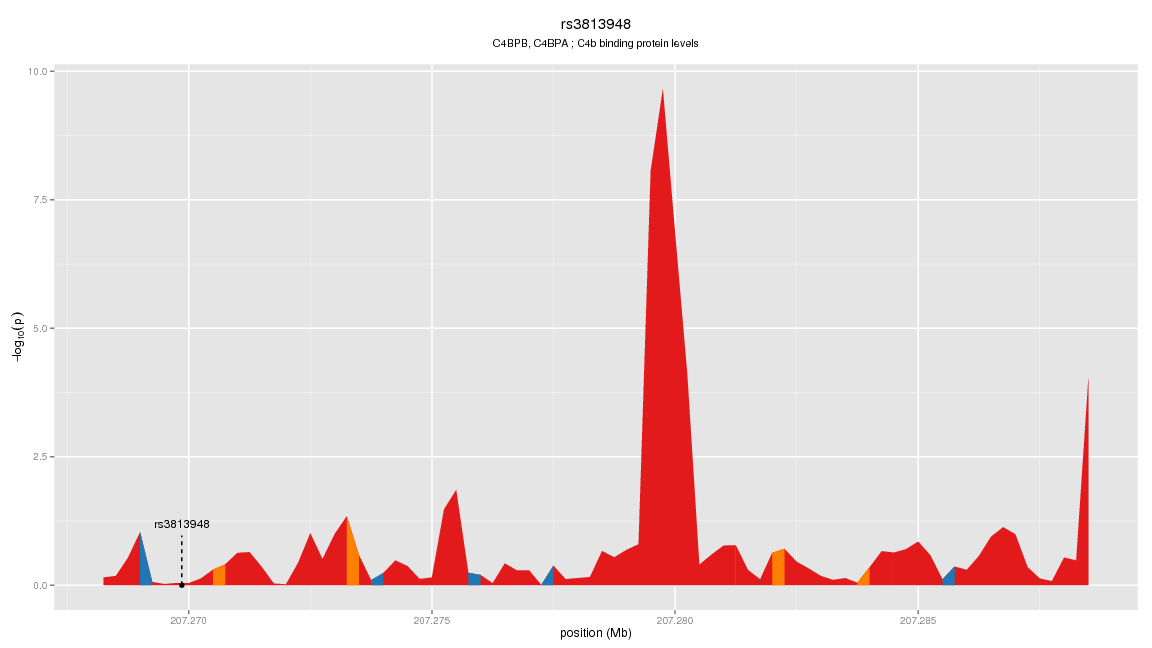 rs3813948
C4BPB, C4BPA ; C4b binding protein levels
10.0
7.5
5.0
2.5
0.0
−log10(p)
rs3813948
207.270
207.275
207.280
207.285
position (Mb)